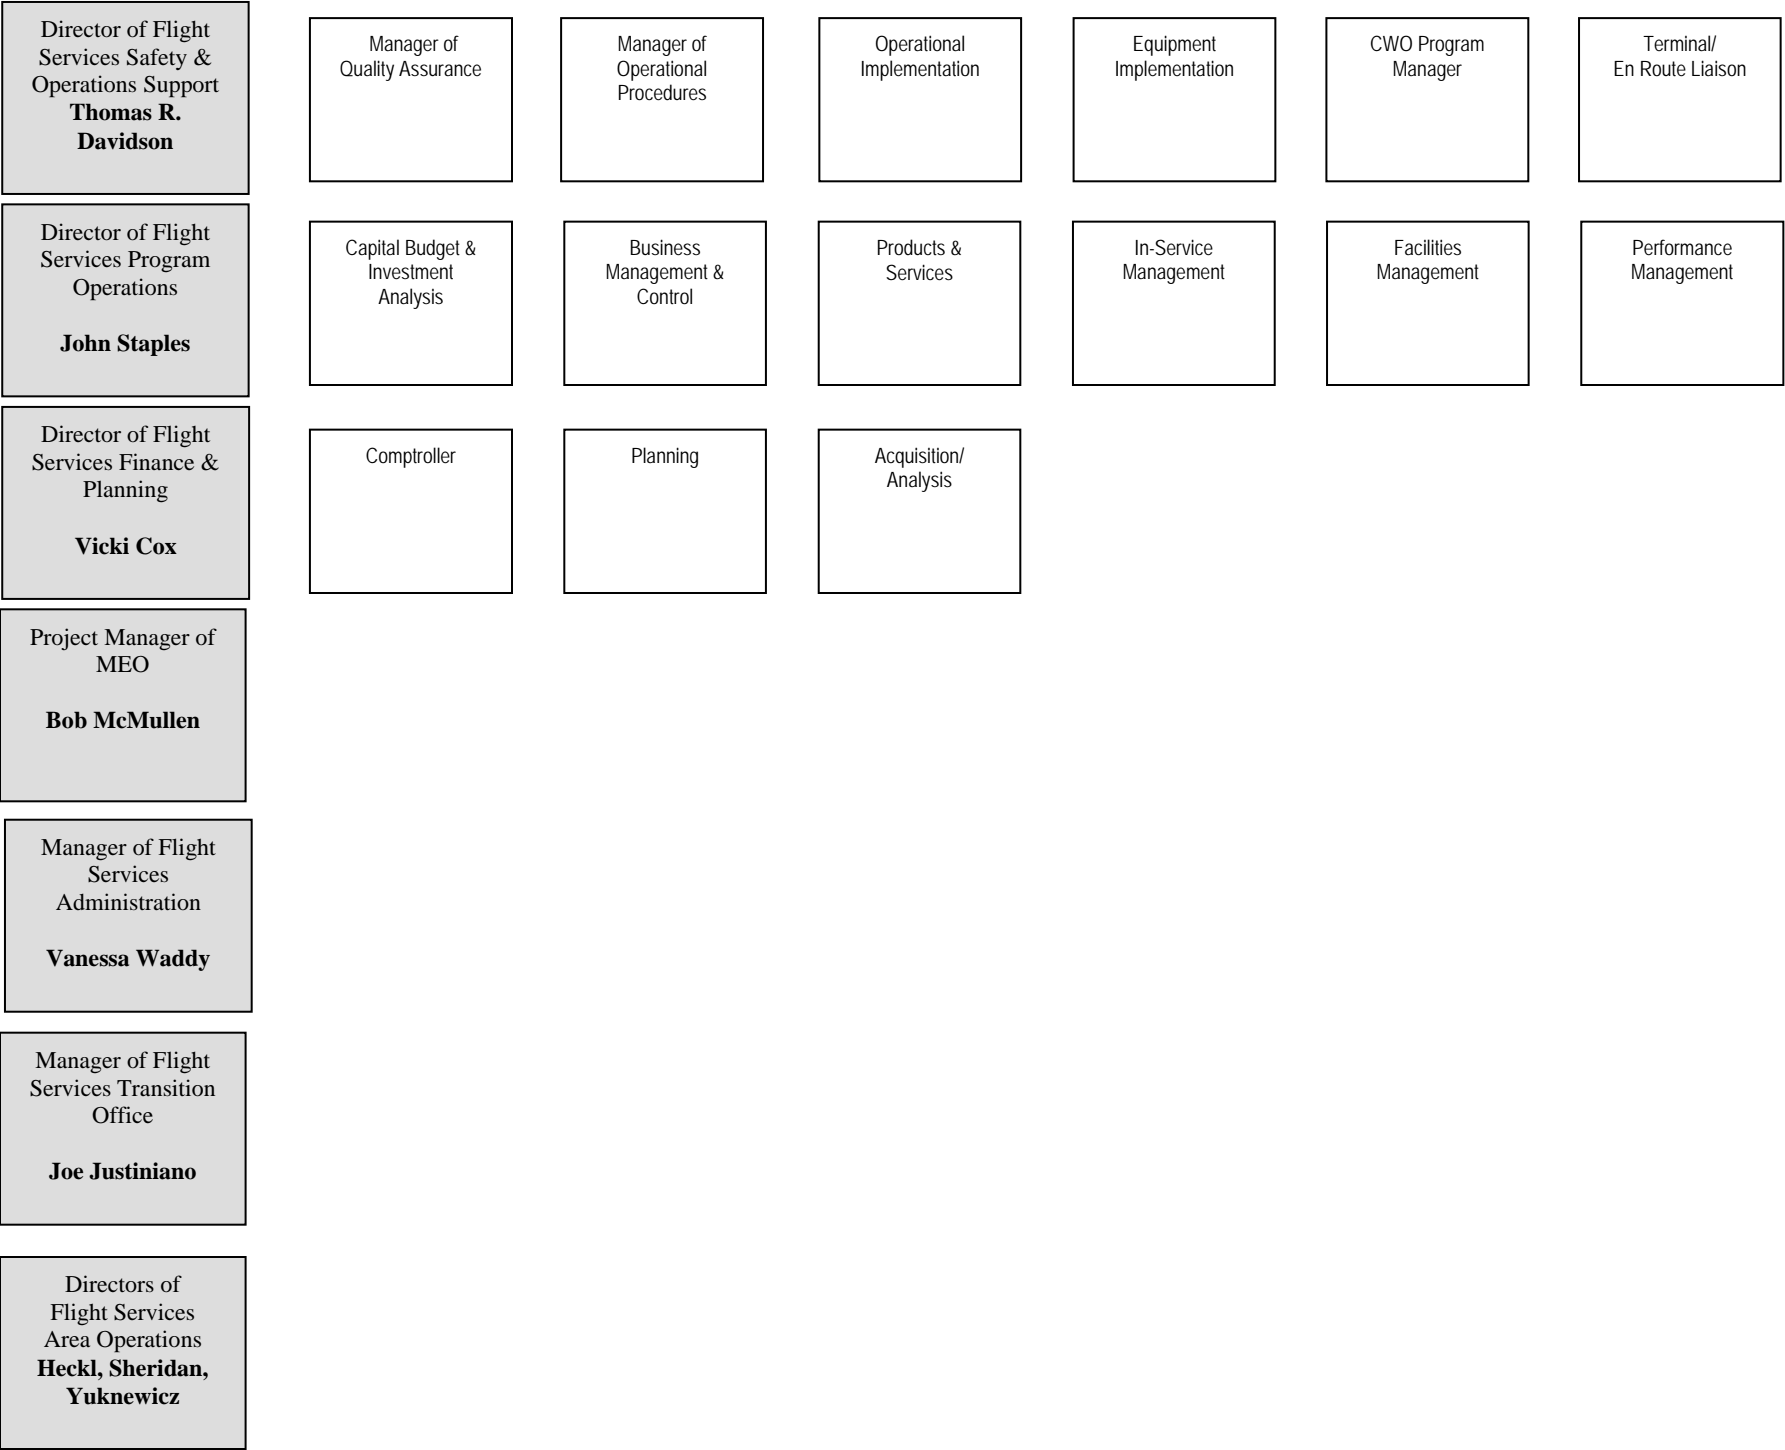 Director of Flight
Services Safety &
Operations Support
Thomas R.
Davidson
Manager of
Quality Assurance
Manager of
Operational
Procedures
Operational
Implementation
Equipment
Implementation
CWO Program
Manager
Terminal/
En Route Liaison
Director of Flight
Services Program
Operations
John Staples
Capital Budget &
Investment
Analysis
Business
Management &
Control
Products &
Services
In-Service
Management
Facilities
Management
Performance
Management
Director of Flight
Services Finance &
Planning
Vicki Cox
Comptroller
Planning
Acquisition/
Analysis
Project Manager of
MEO
Bob McMullen
Manager of Flight
Services
Administration
Vanessa Waddy
Manager of Flight
Services Transition
Office
Joe Justiniano
Directors of
Flight Services
Area Operations
Heckl, Sheridan,
Yuknewicz